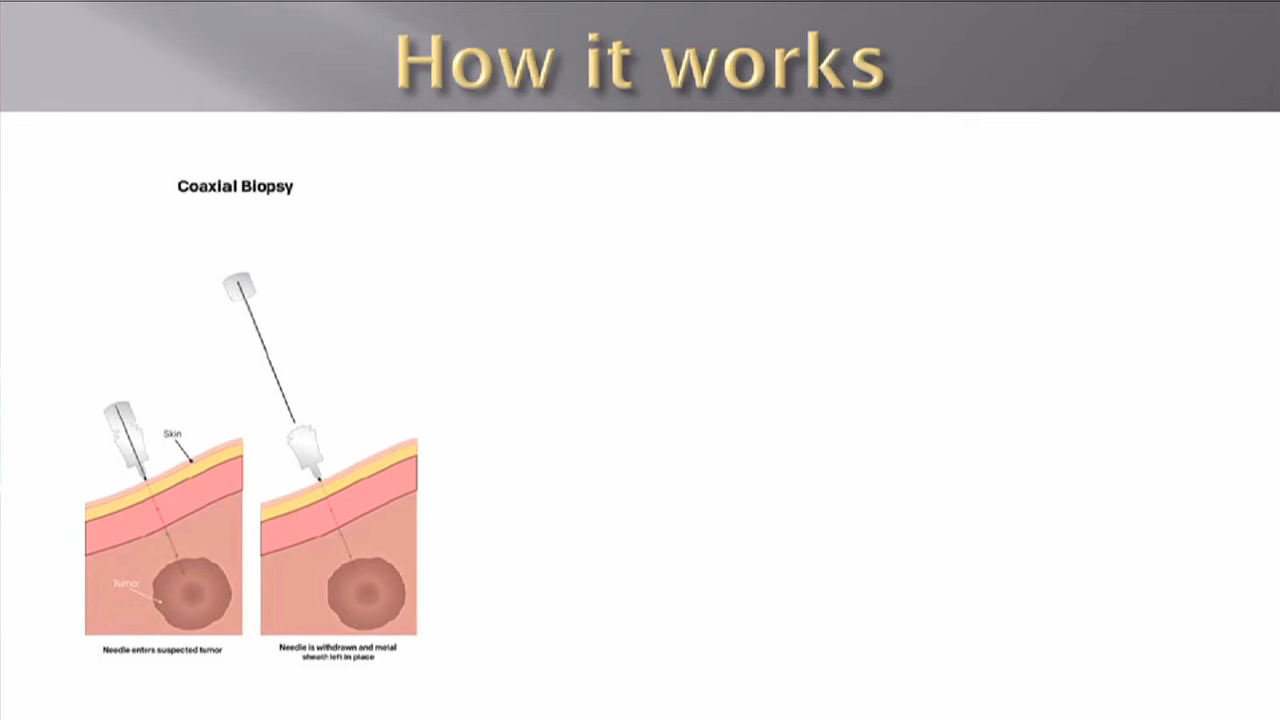 How it works
Coaxial Biopsy
Skin
Tumor
Needle enters suspected tumor
Needle is withdrawn and metal
sheath left in place